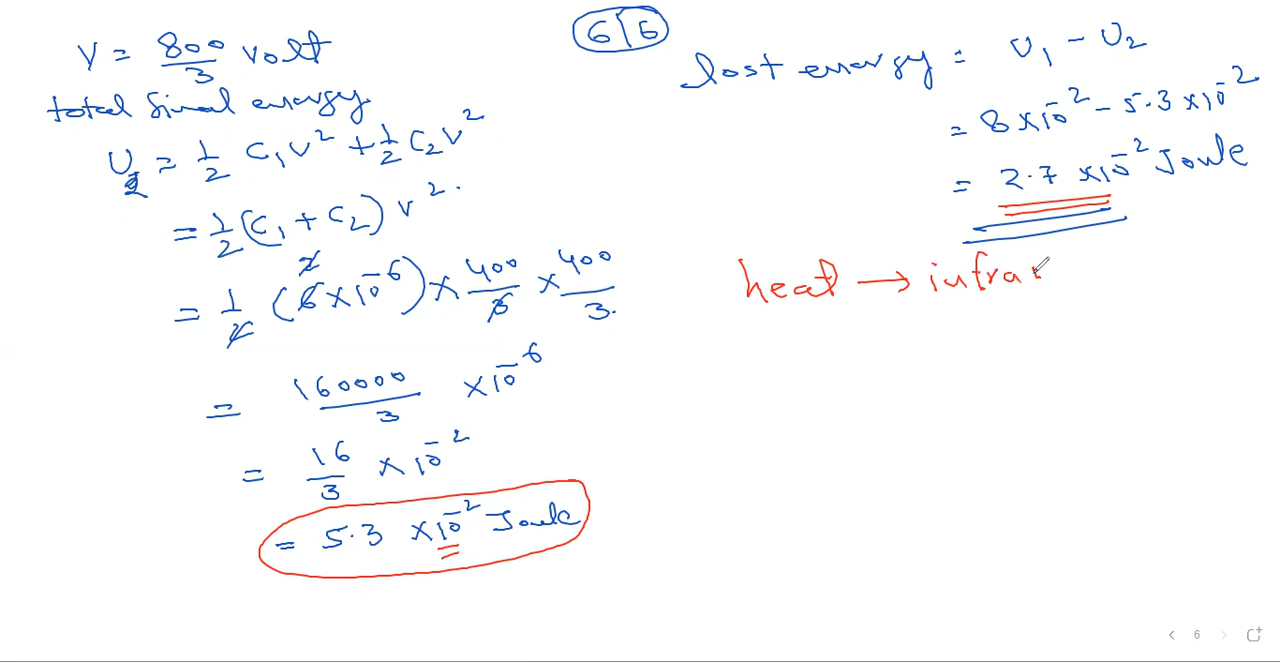 6/6
V = 800/3 volt
total final energy
U₂ = 1/2 C₁V² + 1/2 C₂V²
= 1/2 (C₁ + C₂) V².
= 1/2 (6 × 10⁻⁶) × 400/3 × 400/3.
= 160000/3 × 10⁻⁶
= 16/3 × 10⁻²
= 5.3 × 10⁻² Joule
lost energy = U₁ - U₂
= 8 × 10⁻² - 5.3 × 10⁻²
= 2.7 × 10⁻² Joule
heat → infrar
6